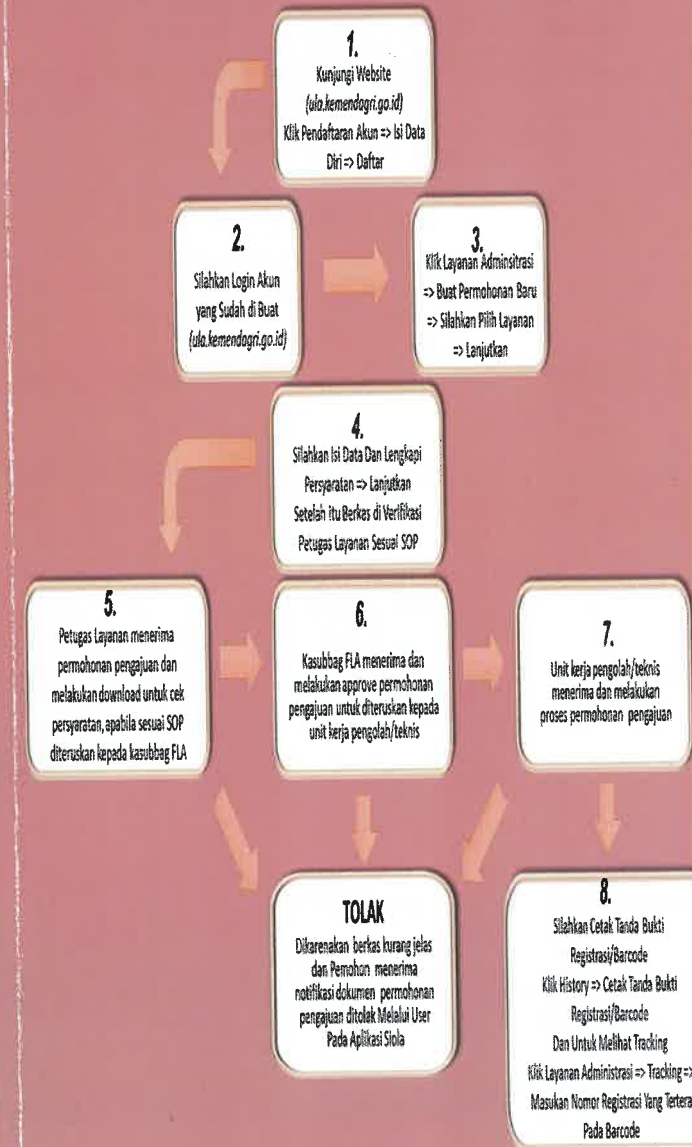 1.
Kunjungi Website
(ula.kemendagri.go.id)
Klik Pendaftaran Akun => Isi Data
Diri => Daftar
2.
Silahkan Login Akun
yang Sudah di Buat
(ula.kemendagri.go.id)
3.
Klik Layanan Adminsitrasi
=> Buat Permohonan Baru
=> Silahkan Pilih Layanan
=> Lanjutkan
4.
Silahkan Isi Data Dan Lengkapi
Persyaratan => Lanjutkan
Setelah itu Berkas di Verifikasi
Petugas Layanan Sesuai SOP
5.
Petugas Layanan menerima
permohonan pengajuan dan
melakukan download untuk cek
persyaratan, apabila sesuai SOP
diteruskan kepada kasubbag FLA
6.
Kasubbag FLA menerima dan
melakukan approve permohonan
pengajuan untuk diteruskan kepada
unit kerja pengolah/teknis
7.
Unit kerja pengolah/teknis
menerima dan melakukan
proses permohonan pengajuan
TOLAK
Dikarenakan berkas kurang jelas
dan Pemohon menerima
notifikasi dokumen permohonan
pengajuan ditolak Melalui User
Pada Aplikasi Siola
8.
Silahkan Cetak Tanda Bukti
Registrasi/Barcode
Klik History => Cetak Tanda Bukti
Registrasi/Barcode
Dan Untuk Melihat Tracking
Klik Layanan Administrasi => Tracking =>
Masukan Nomor Registrasi Yang Tertera
Pada Barcode